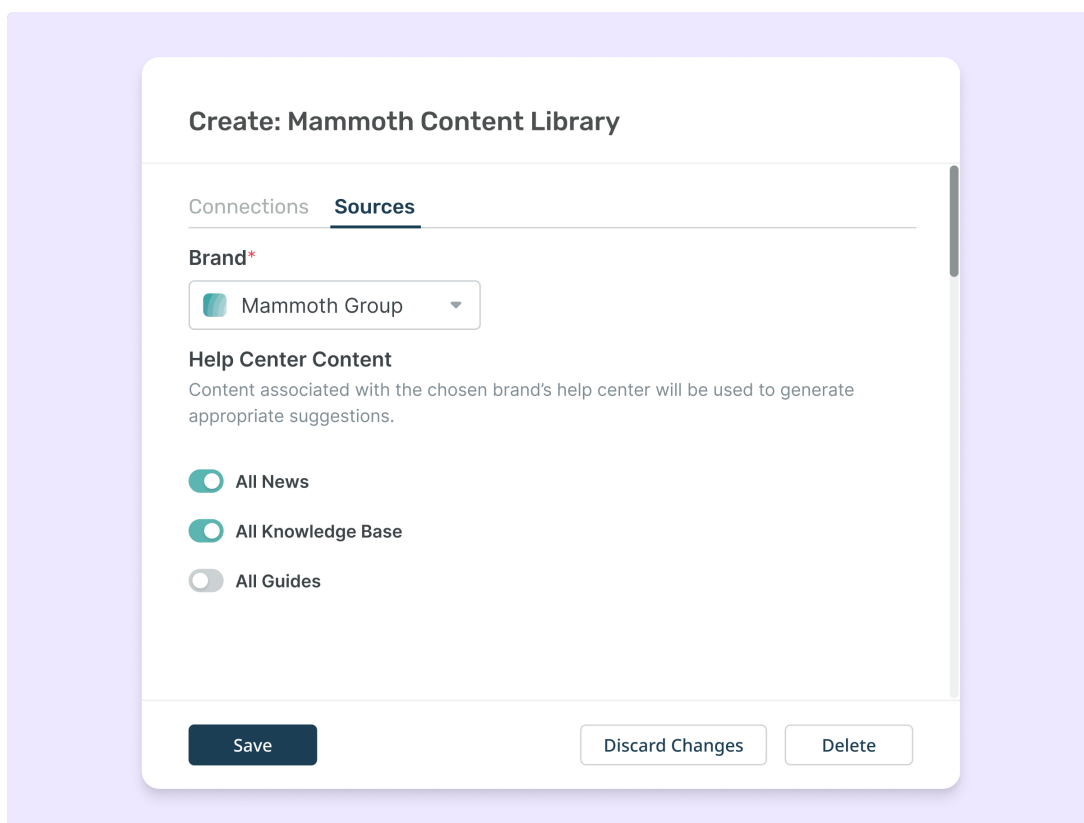 Create: Mammoth Content Library
Connections Sources
Brand*
Mammoth Group
Help Center Content
Content associated with the chosen brand’s help center will be used to generate
appropriate suggestions.
All News
All Knowledge Base
All Guides
Save Discard Changes Delete